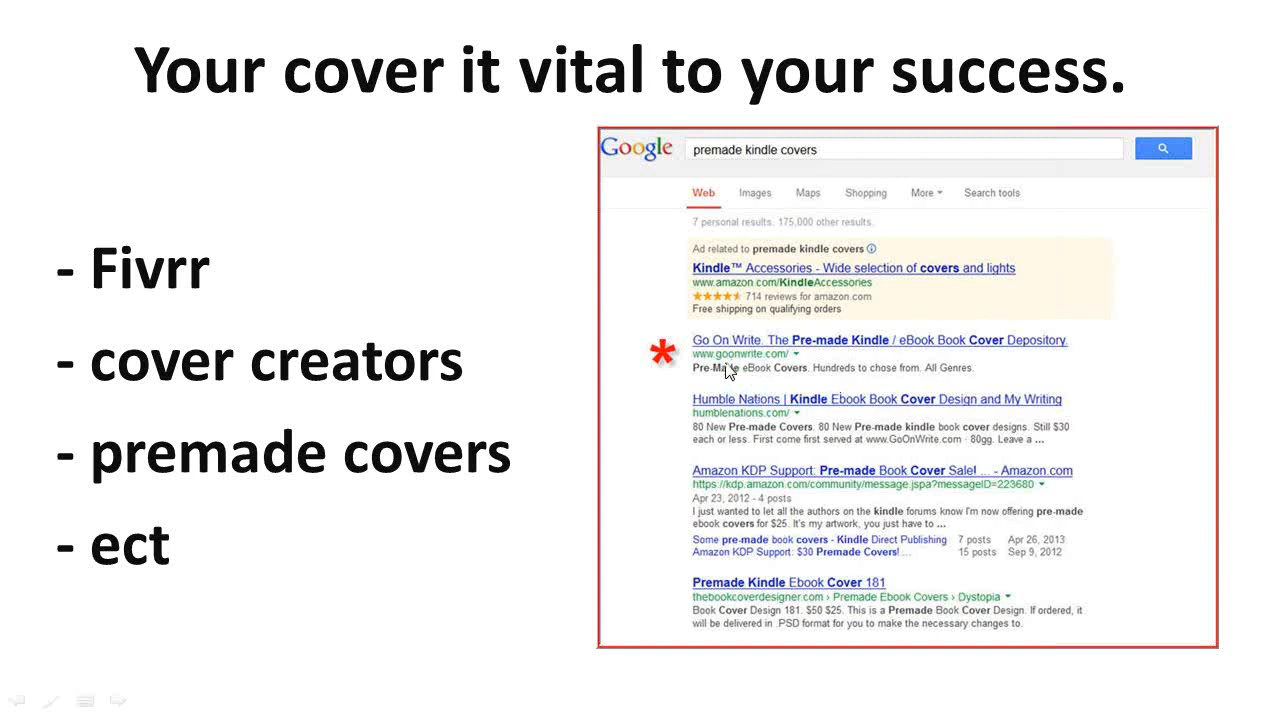 Your cover it vital to your success.
- Fivrr
- cover creators
- premade covers
- ect
Google premade kindle covers
Web Images Maps Shopping More Search tools
7 personal results. 175,000 other results.
Ad related to premade kindle covers
Kindle™ Accessories - Wide selection of covers and lights
www.amazon.com/KindleAccessories
714 reviews for amazon.com
Free shipping on qualifying orders
* Go On Write. The Pre-made Kindle / eBook Book Cover Depository.
www.goonwrite.com/
Pre-Made eBook Covers. Hundreds to chose from. All Genres.
Humble Nations | Kindle Ebook Book Cover Design and My Writing
humblenations.com/
80 New Pre-made Covers. 80 New Pre-made kindle book cover designs. Still $30
each or less. First come first served at www.GoOnWrite.com · 80gg. Leave a ...
Amazon KDP Support: Pre-made Book Cover Sale! ... - Amazon.com
https://kdp.amazon.com/community/message.jspa?messageID=223680
Apr 23, 2012 - 4 posts
I just wanted to let all the authors on the kindle forums know I'm now offering pre-made
ebook covers for $25. It's my artwork, you just have to ...
Some pre-made book covers - Kindle Direct Publishing 7 posts Apr 26, 2013
Amazon KDP Support: $30 Premade Covers! ... 15 posts Sep 9, 2012
Premade Kindle Ebook Cover 181
thebookcoverdesigner.com › Premade Ebook Covers › Dystopia
Book Cover Design 181. $50 $25. This is a Premade Book Cover Design. If ordered, it
will be delivered in .PSD format for you to make the necessary changes to.